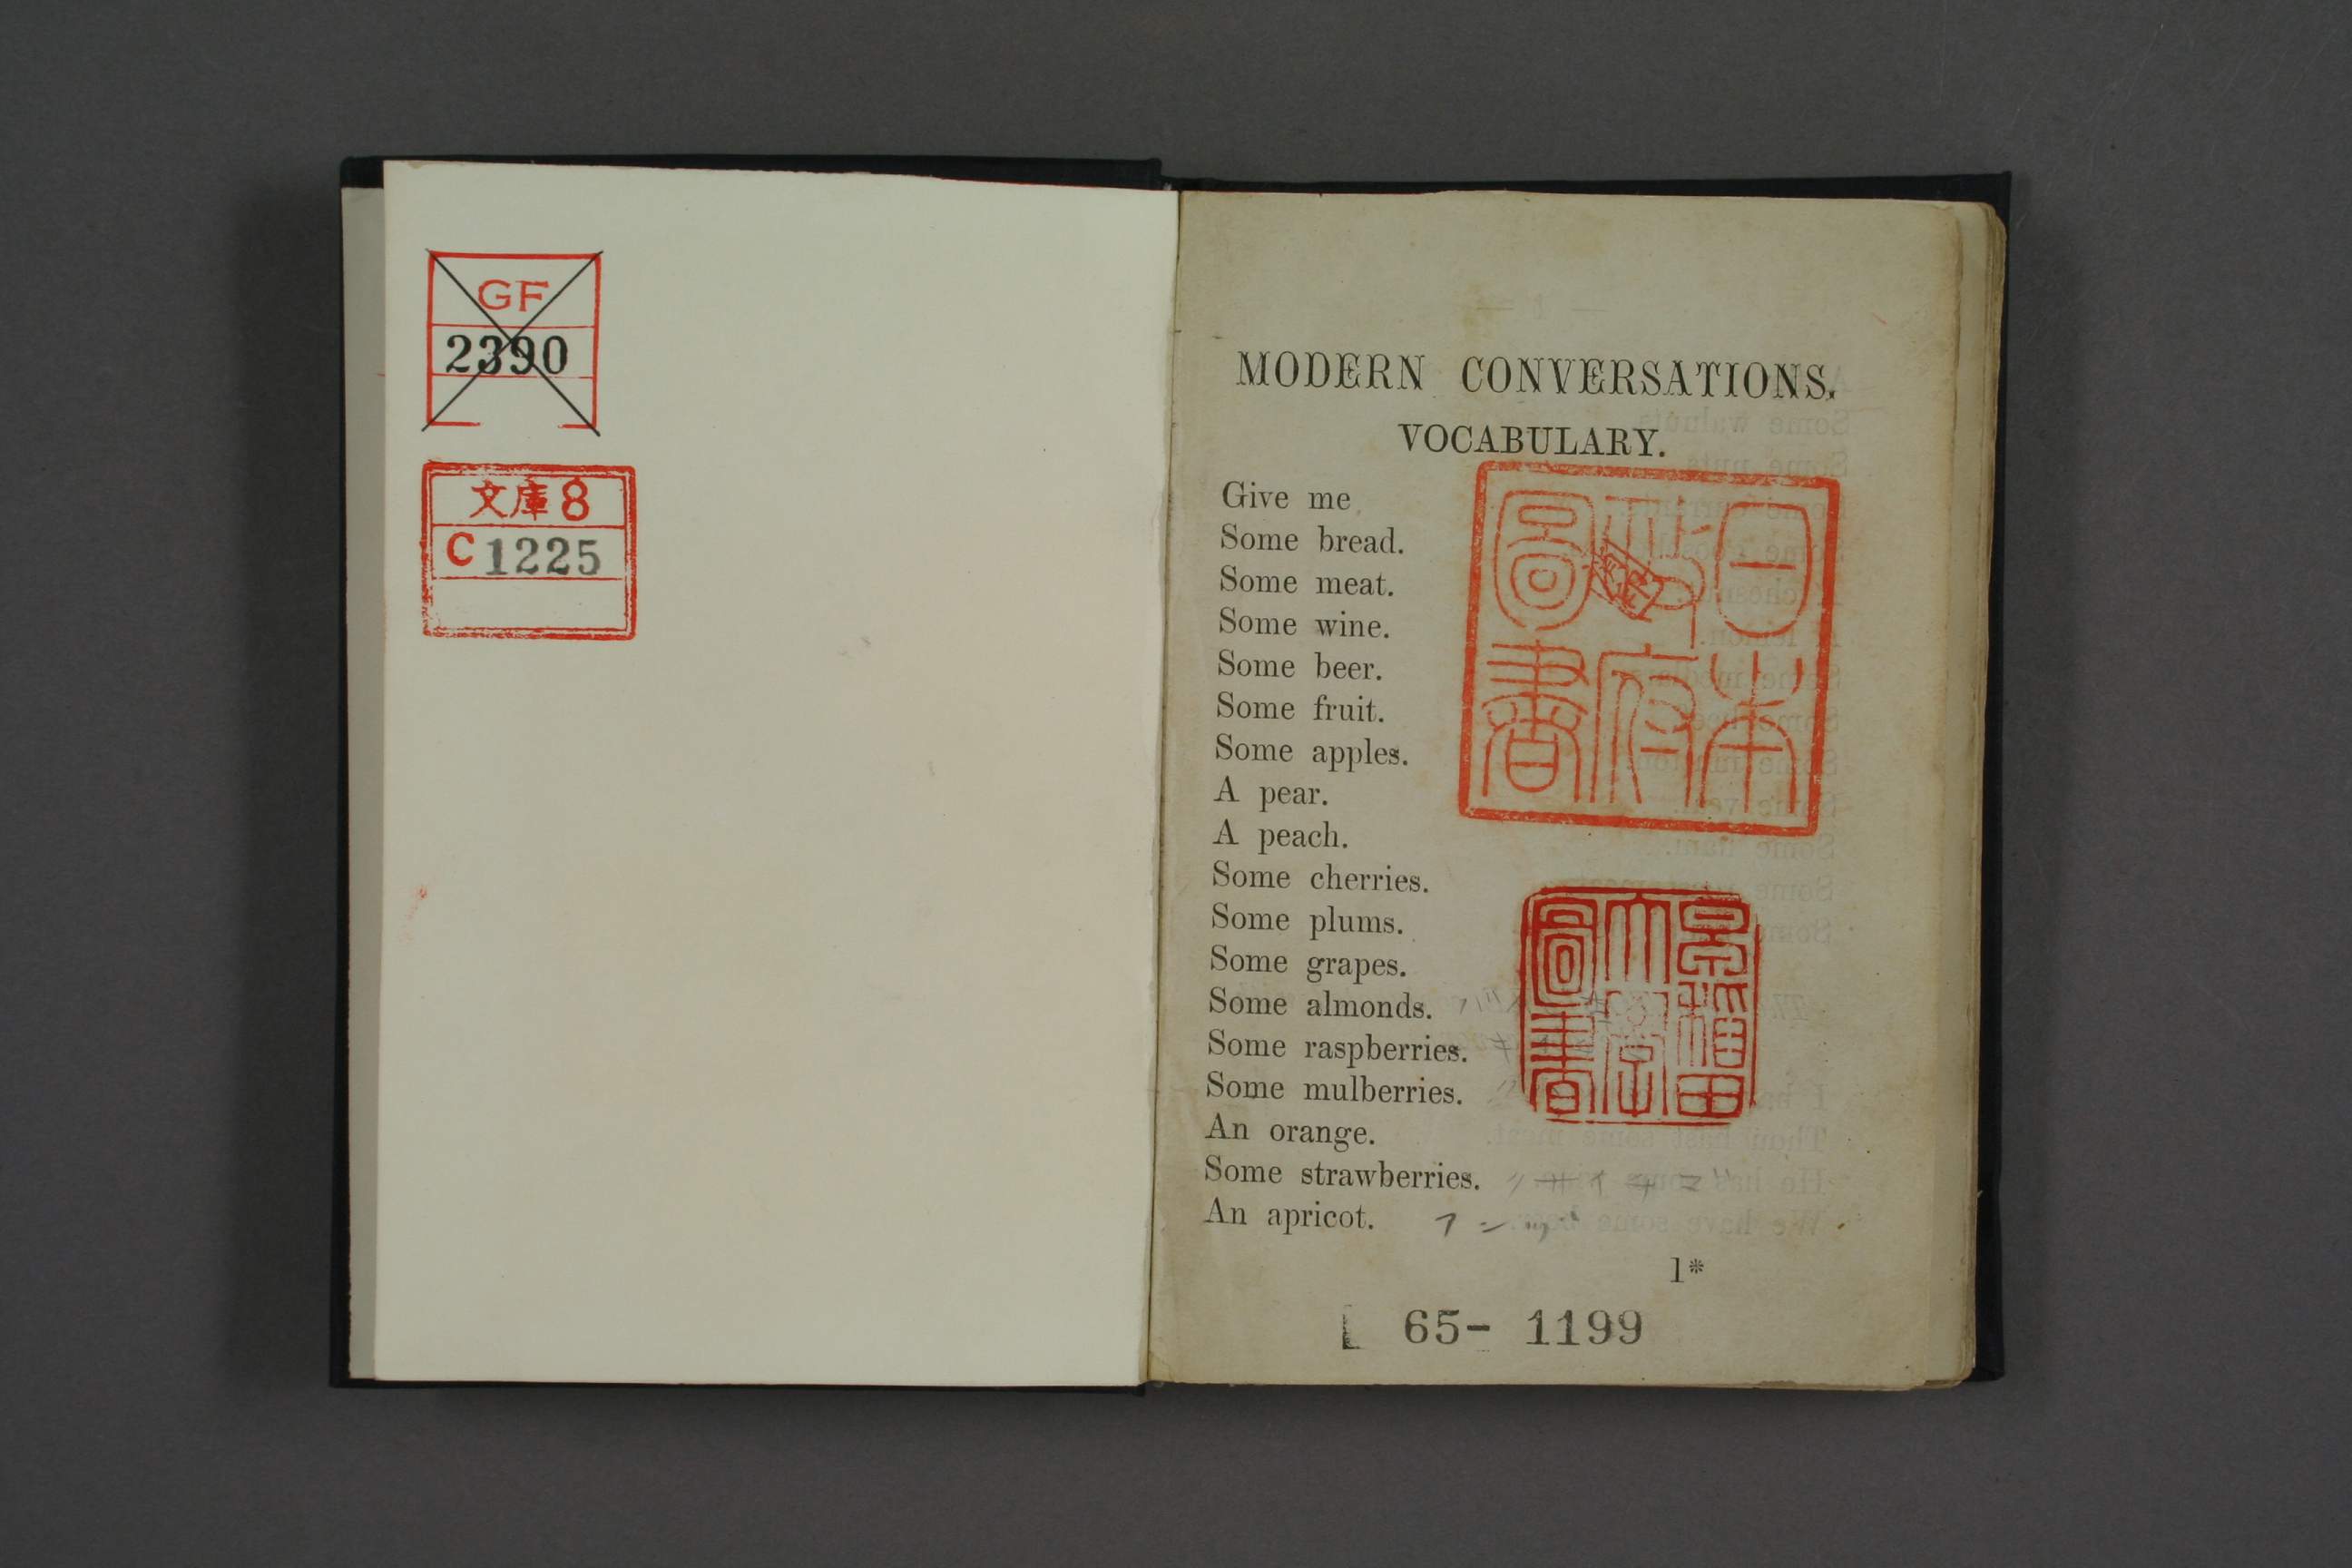 GF
2390
文庫8
C 1225
MODERN CONVERSATIONS.
VOCABULARY.
Give me
Some bread.
Some meat.
Some wine.
Some beer.
Some fruit.
Some apples.
A pear.
A peach.
Some cherries.
Some plums.
Some grapes.
Some almonds.
Some raspberries.
Some mulberries.
An orange.
Some strawberries.
An apricot.
1*
65- 1199